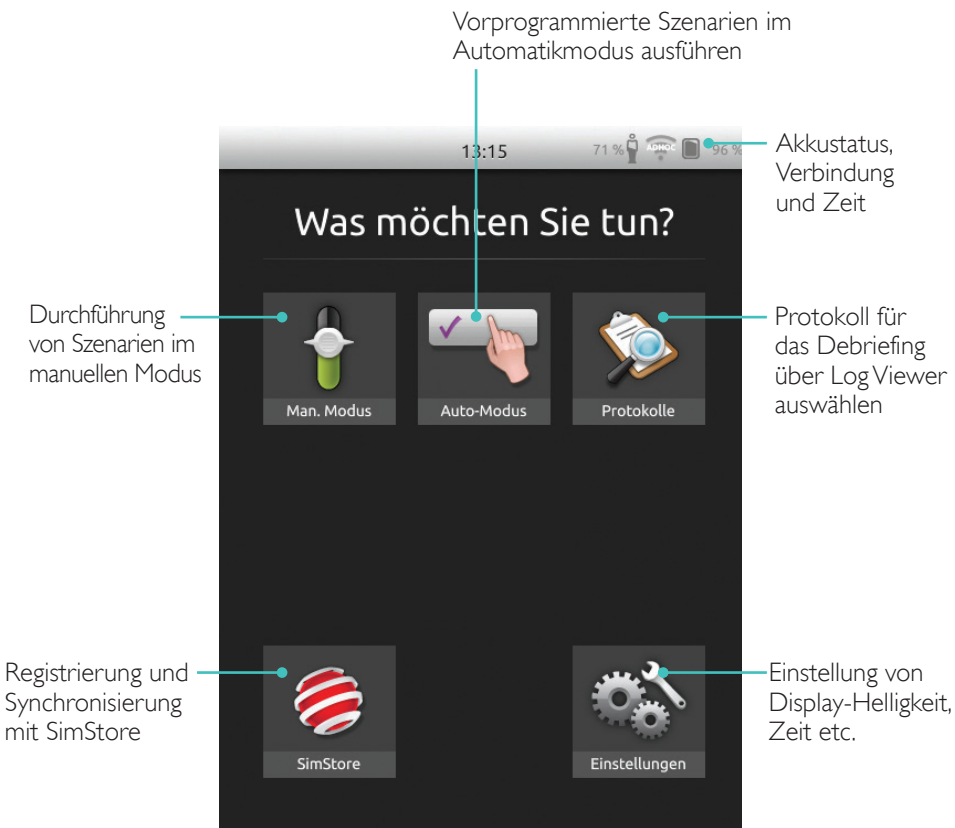 Vorprogrammierte Szenarien im
Automatikmodus ausführen
13:15
71 %
ADHOC
96 %
Akkustatus,
Verbindung
und Zeit
Was möchten Sie tun?
Durchführung
von Szenarien im
manuellen Modus
Man. Modus
Auto-Modus
Protokolle
Protokoll für
das Debriefing
über Log Viewer
auswählen
Registrierung und
Synchronisierung
mit SimStore
SimStore
Einstellungen
Einstellung von
Display-Helligkeit,
Zeit etc.